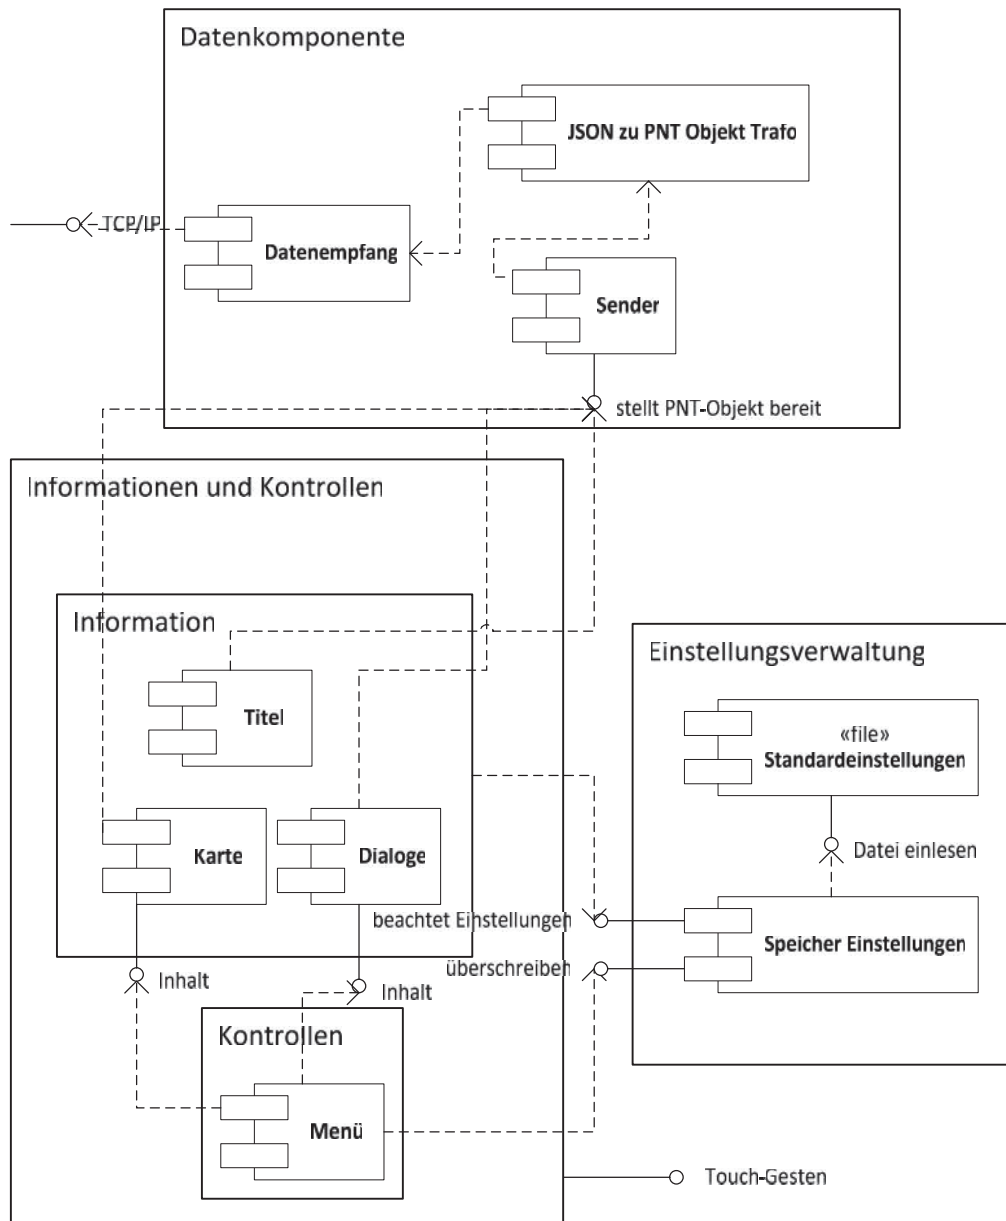 Datenkomponente
JSON zu PNT Objekt Trafo
TCP/IP
Datenempfang
Sender
stellt PNT-Objekt bereit
Informationen und Kontrollen
Information
Einstellungsverwaltung
Titel
«file»
Standardeinstellungen
Karte
Dialoge
Datei einlesen
beachtet Einstellungen
Speicher Einstellungen
überschreiben
Inhalt
Inhalt
Kontrollen
Menü
Touch-Gesten